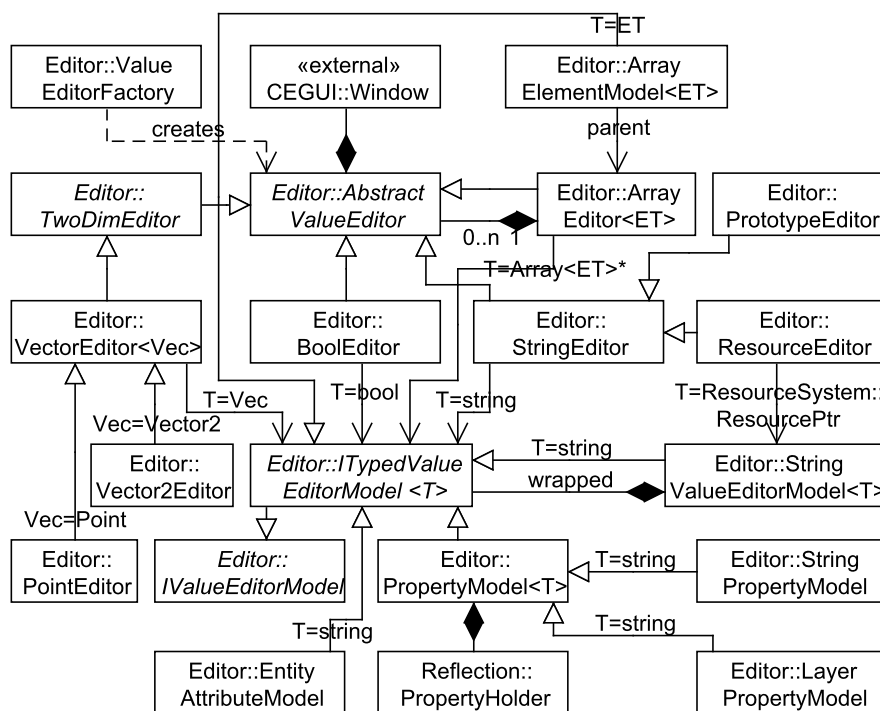 T=ET
Editor::Value
EditorFactory
«external»
CEGUI::Window
Editor::Array
ElementModel<ET>
creates
parent
Editor::
TwoDimEditor
Editor::Abstract
ValueEditor
Editor::Array
Editor<ET>
Editor::
PrototypeEditor
0..n
1
T=Array<ET>*
Editor::
VectorEditor<Vec>
Editor::
BoolEditor
Editor::
StringEditor
Editor::
ResourceEditor
T=Vec
T=bool
T=string
T=ResourceSystem::
ResourcePtr
Vec=Vector2
Editor::
Vector2Editor
Editor::ITypedValue
EditorModel <T>
T=string
wrapped
Editor::String
ValueEditorModel<T>
Vec=Point
Editor::
PointEditor
Editor::
IValueEditorModel
Editor::
PropertyModel<T>
T=string
Editor::String
PropertyModel
T=string
T=string
Editor::Entity
AttributeModel
Reflection::
PropertyHolder
Editor::Layer
PropertyModel